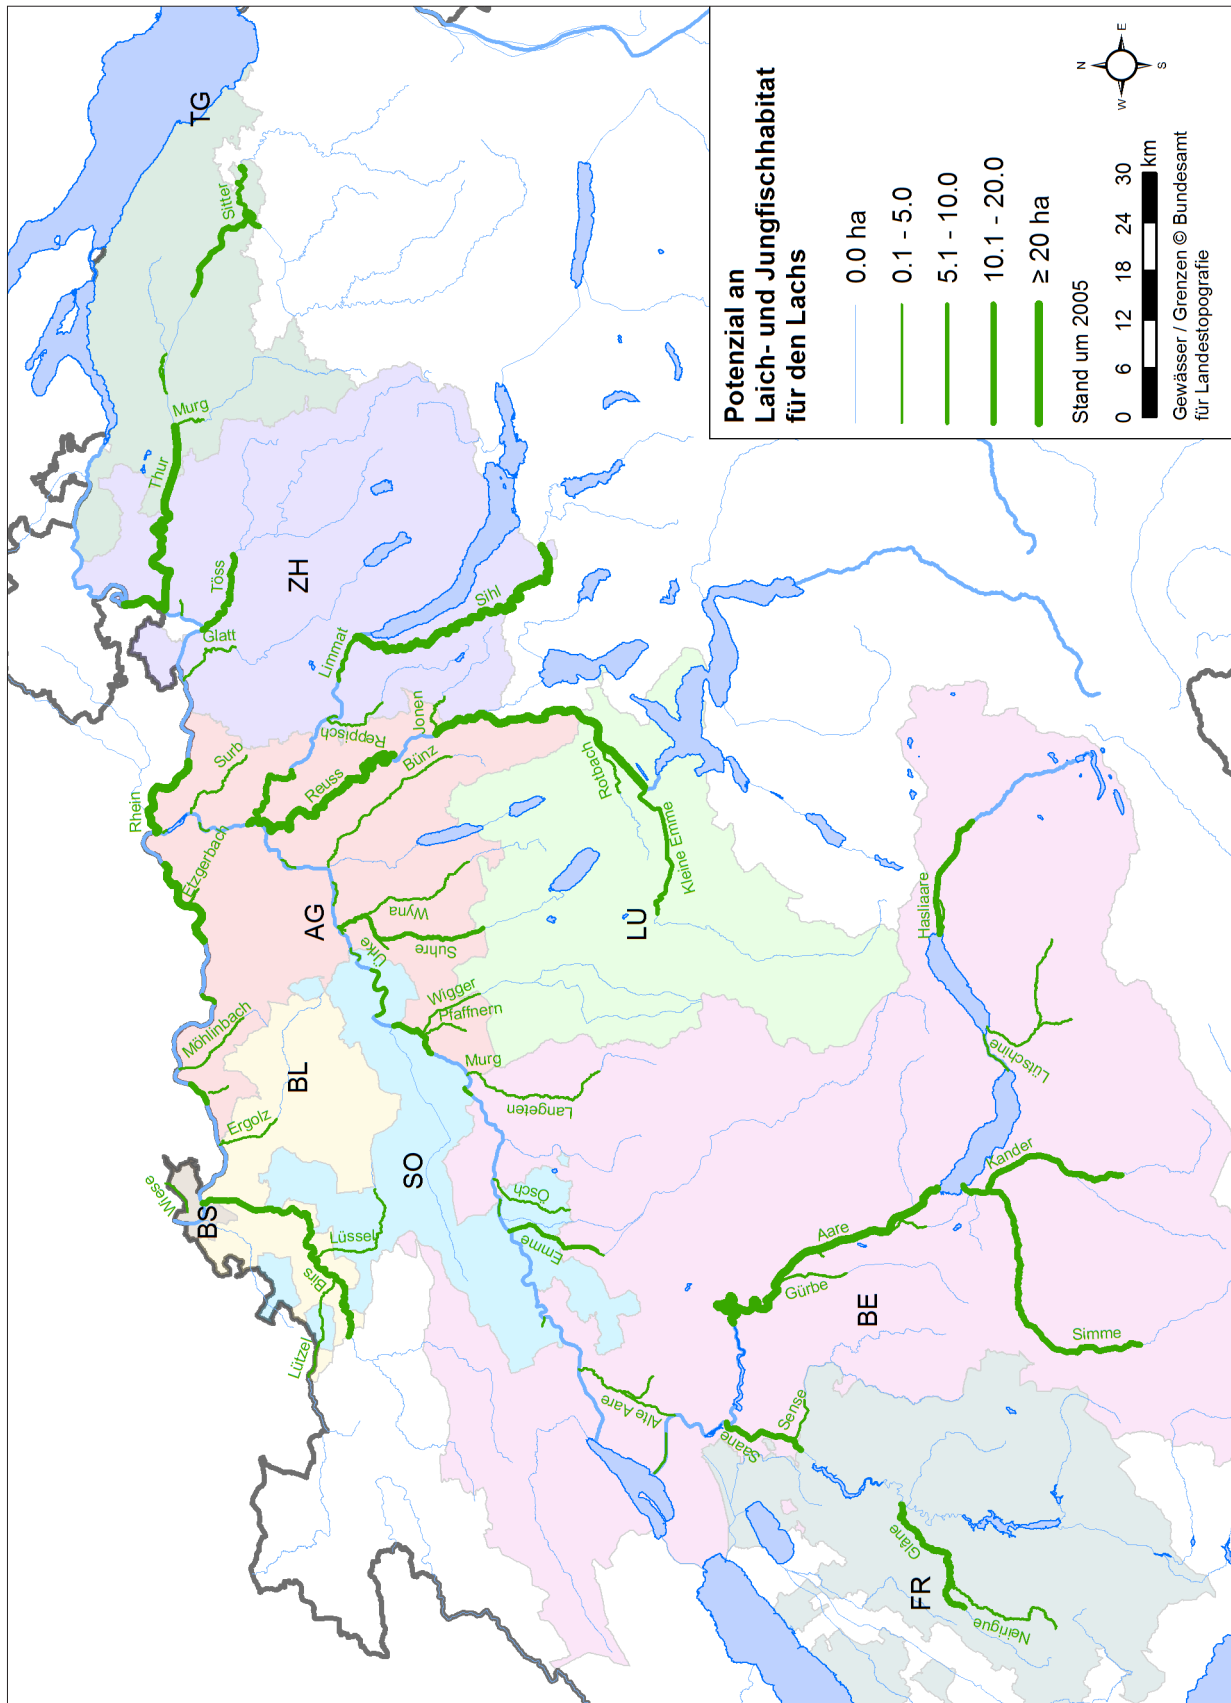 Potenzial an
Laich- und Jungfischhabitat
für den Lachs
0.0 ha
0.1 - 5.0
5.1 - 10.0
10.1 - 20.0
≥ 20 ha
Stand um 2005
0 6 12 18 24 30
km
Gewässer / Grenzen © Bundesamt
für Landestopografie
N
E
S
W
TG
ZH
AG
BL
BS
SO
LU
BE
FR
Sitter
Murg
Thur
Töss
Glatt
Limmat
Sihl
Reppisch
Jonen
Surb
Reuss
Bünz
Rhein
Etzgerbach
Rotbach
Kleine Emme
Wyna
Suhre
Ürke
Wigger
Pfaffnern
Murg
Langeten
Möhlinbach
Ergolz
Wiese
Birs
Lüssel
Lützel
Ösch
Emme
Hasliaare
Lütschine
Kander
Aare
Gürbe
Simme
Alte Aare
Saane
Sense
Glâne
Neirigue